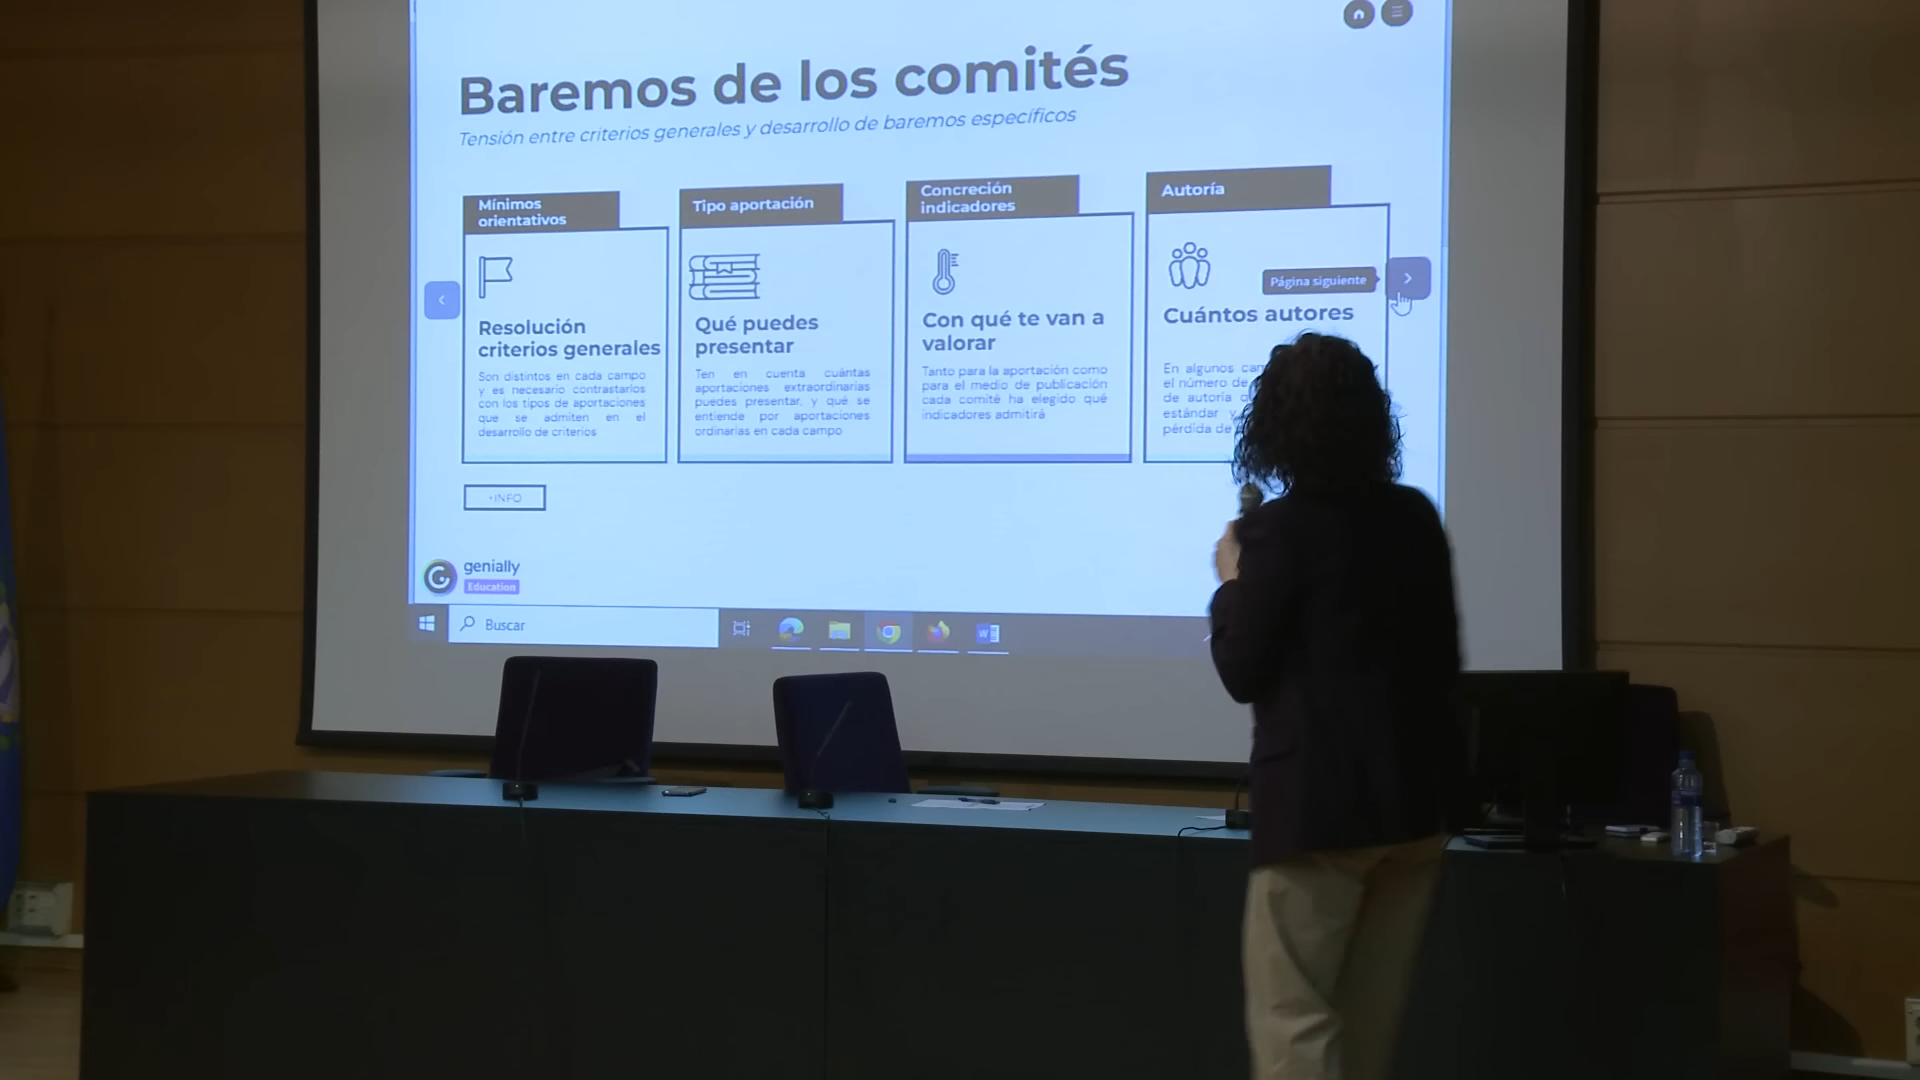 Baremos de los comités
Tensión entre criterios generales y desarrollo de baremos específicos
Mínimos
orientativos
Resolución
criterios generales
Son distintos en cada campo
y es necesario contrastarlos
con los tipos de aportaciones
que se admiten en el
desarrollo de criterios
Tipo aportación
Qué puedes
presentar
Ten en cuenta cuántas
aportaciones extraordinarias
puedes presentar, y qué se
entiende por aportaciones
ordinarias en cada campo
Concreción
indicadores
Con qué te van a
valorar
Tanto para la aportación como
para el medio de publicación
cada comité ha elegido qué
indicadores admitirá
Autoría
Página siguiente
Cuántos autores
En algunos
el número de
de autoría
estándar y
pérdida de
+INFO
genially
Education
Buscar